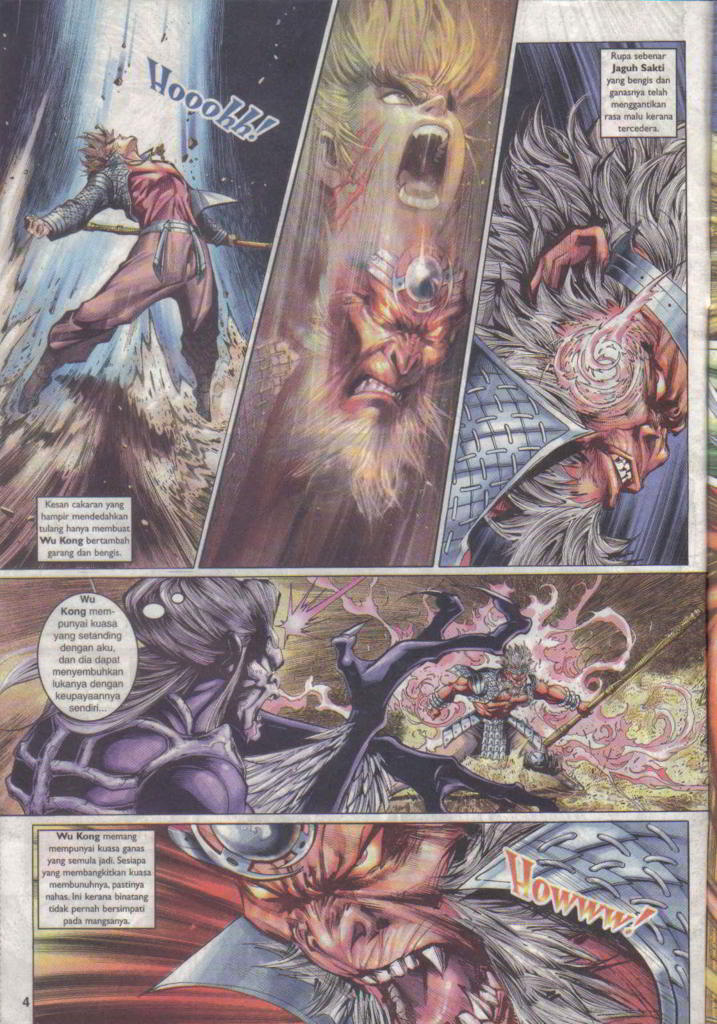 Hooohh!
Rupa sebenar
Jaguh Sakti
yang bengis dan
ganasnya telah
menggantikan
rasa malu kerana
tercedera.
Kesan cakaran yang
hampir mendedahkan
tulang hanya membuat
Wu Kong bertambah
garang dan bengis.
Wu
Kong mem-
punyai kuasa
yang setanding
dengan aku,
dan dia dapat
menyembuhkan
lukanya dengan
keupayaannya
sendiri...
Wu Kong memang
mempunyai kuasa ganas
yang semula jadi. Sesiapa
yang membangkitkan kuasa
membunuhnya, pastinya
nahas. Ini kerana binatang
tidak pernah bersimpati
pada mangsanya.
Howww!
4